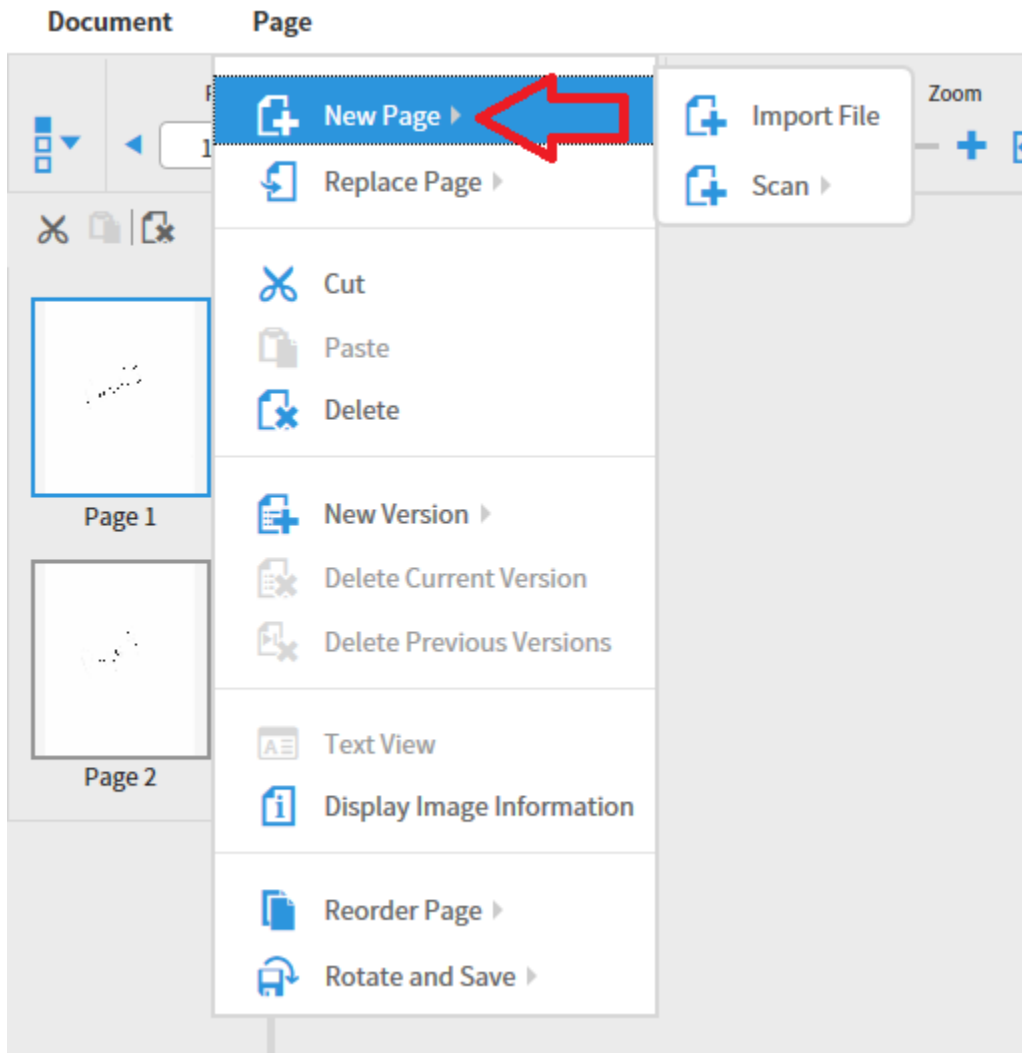 Document
Page
New Page
Import File
Zoom
1
Replace Page
Scan
Cut
Paste
Delete
Page 1
New Version
Delete Current Version
Delete Previous Versions
Text View
Page 2
Display Image Information
Reorder Page
Rotate and Save